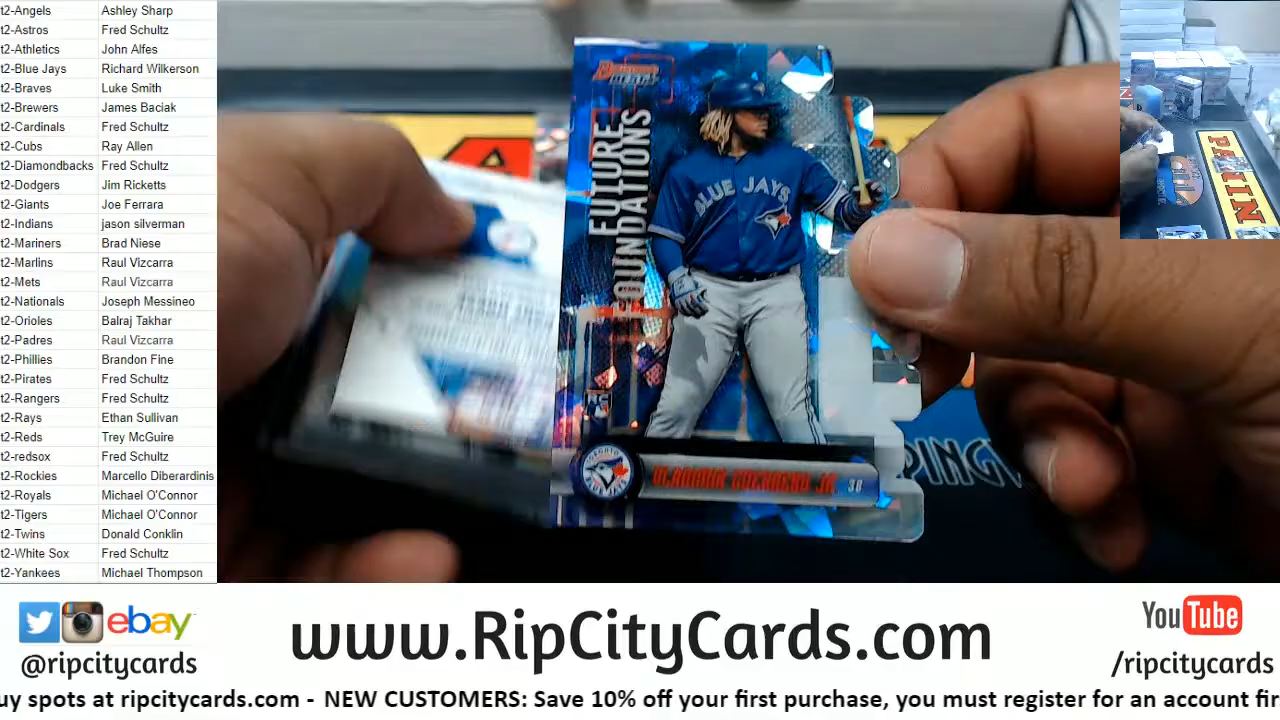 t2-Angels Ashley Sharp
t2-Astros Fred Schultz
t2-Athletics John Alfes
t2-Blue Jays Richard Wilkerson
t2-Braves Luke Smith
t2-Brewers James Baciak
t2-Cardinals Fred Schultz
t2-Cubs Ray Allen
t2-Diamondbacks Fred Schultz
t2-Dodgers Jim Ricketts
t2-Giants Joe Ferrara
t2-Indians jason silverman
t2-Mariners Brad Niese
t2-Marlins Raul Vizcarra
t2-Mets Raul Vizcarra
t2-Nationals Joseph Messineo
t2-Orioles Balraj Takhar
t2-Padres Raul Vizcarra
t2-Phillies Brandon Fine
t2-Pirates Fred Schultz
t2-Rangers Fred Schultz
t2-Rays Ethan Sullivan
t2-Reds Trey McGuire
t2-redsox Fred Schultz
t2-Rockies Marcello Diberardinis
t2-Royals Michael O'Connor
t2-Tigers Michael O'Connor
t2-Twins Donald Conklin
t2-White Sox Fred Schultz
t2-Yankees Michael Thompson
FUTURE
FOUNDATIONS
BLUE JAYS
VLADIMIR GUERRERO JR. 3B
ebay
@ripcitycards
www.RipCityCards.com
YouTube
/ripcitycards
uy spots at ripcitycards.com - NEW CUSTOMERS: Save 10% off your first purchase, you must register for an account fir